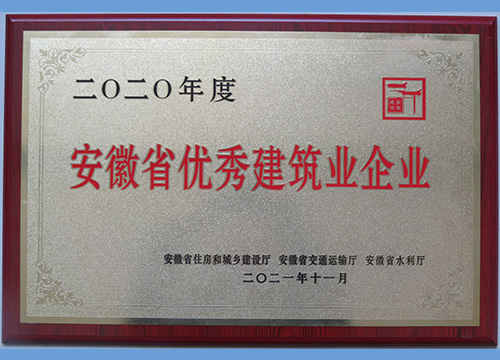 二〇二〇年度
安徽省优秀建筑业企业
安徽省住房和城乡建设厅 安徽省交通运输厅 安徽省水利厅
二〇二一年十一月